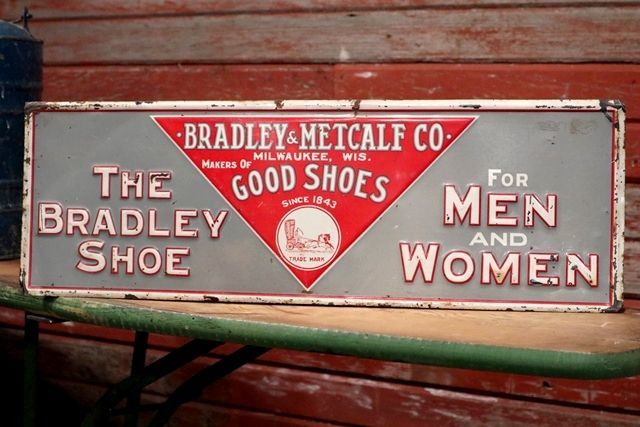 THE
BRADLEY
SHOE
·BRADLEY & METCALF CO·
MILWAUKEE, WIS.
MAKERS OF
GOOD SHOES
SINCE 1843
TRADE MARK
FOR
MEN
AND
WOMEN